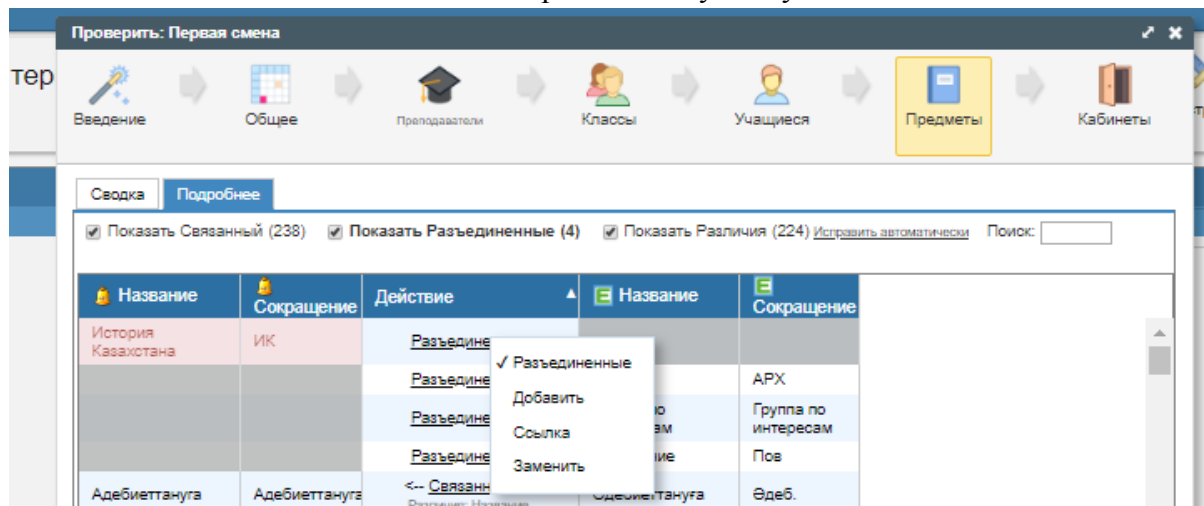 Проверить: Первая смена
тер
Введение
Общее
Преподаватели
Классы
Учащиеся
Предметы
Кабинеты
Сводка
Подробнее
Показать Связанный (238) Показать Разъединенные (4) Показать Различия (224) Исправить автоматически Поиск:
Название
Сокращение
Действие
Название
Сокращение
История
Казахстана
ИК
Разъедине
✓ Разъединенные
Добавить
Ссылка
Заменить
Разъедине
АРХ
Разъедине
Группа по
интересам
Разъедине
Пов
Адебиеттануга
Адебиеттануга
<-- Связанн
Әдеб.